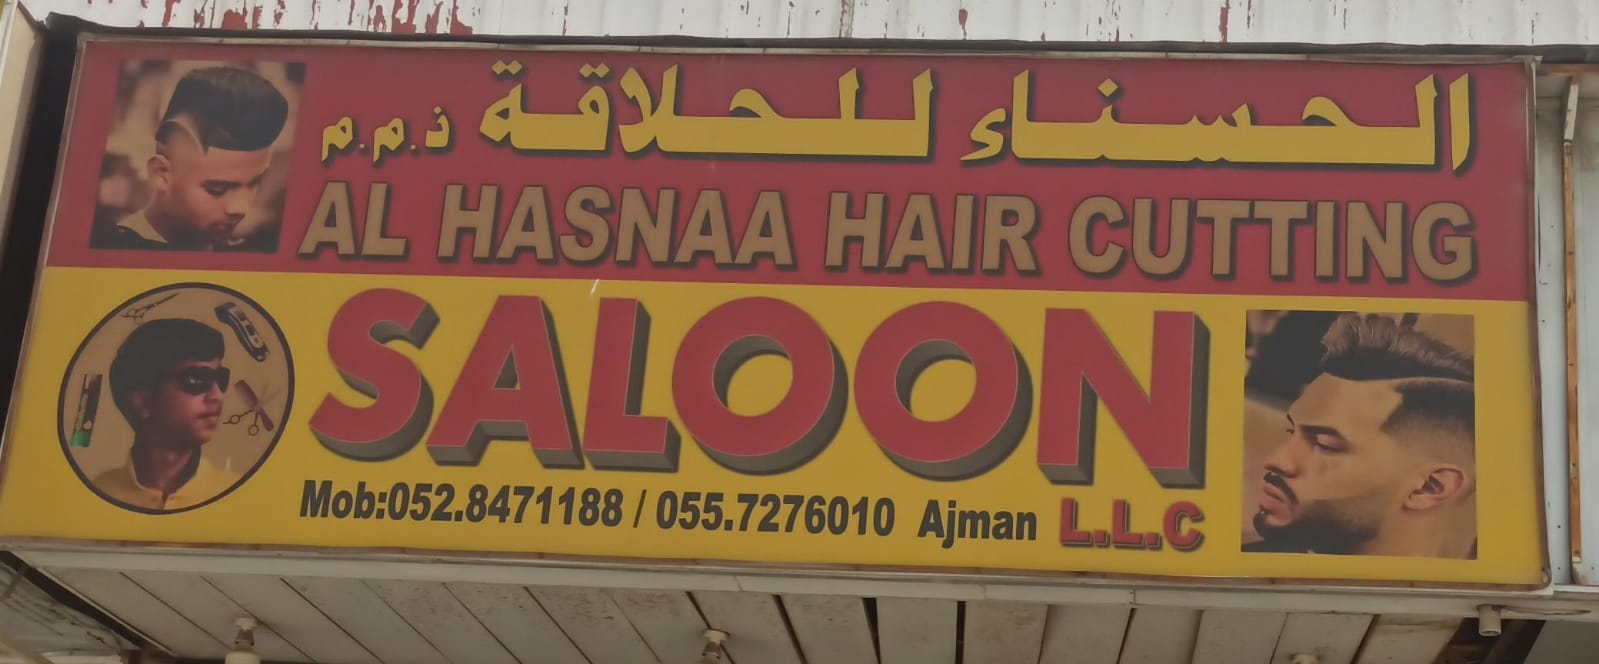 الحسناء للحلاقة ذ.م.م
AL HASNAA HAIR CUTTING
SALOON
Mob:052.8471188 / 055.7276010 Ajman L.L.C